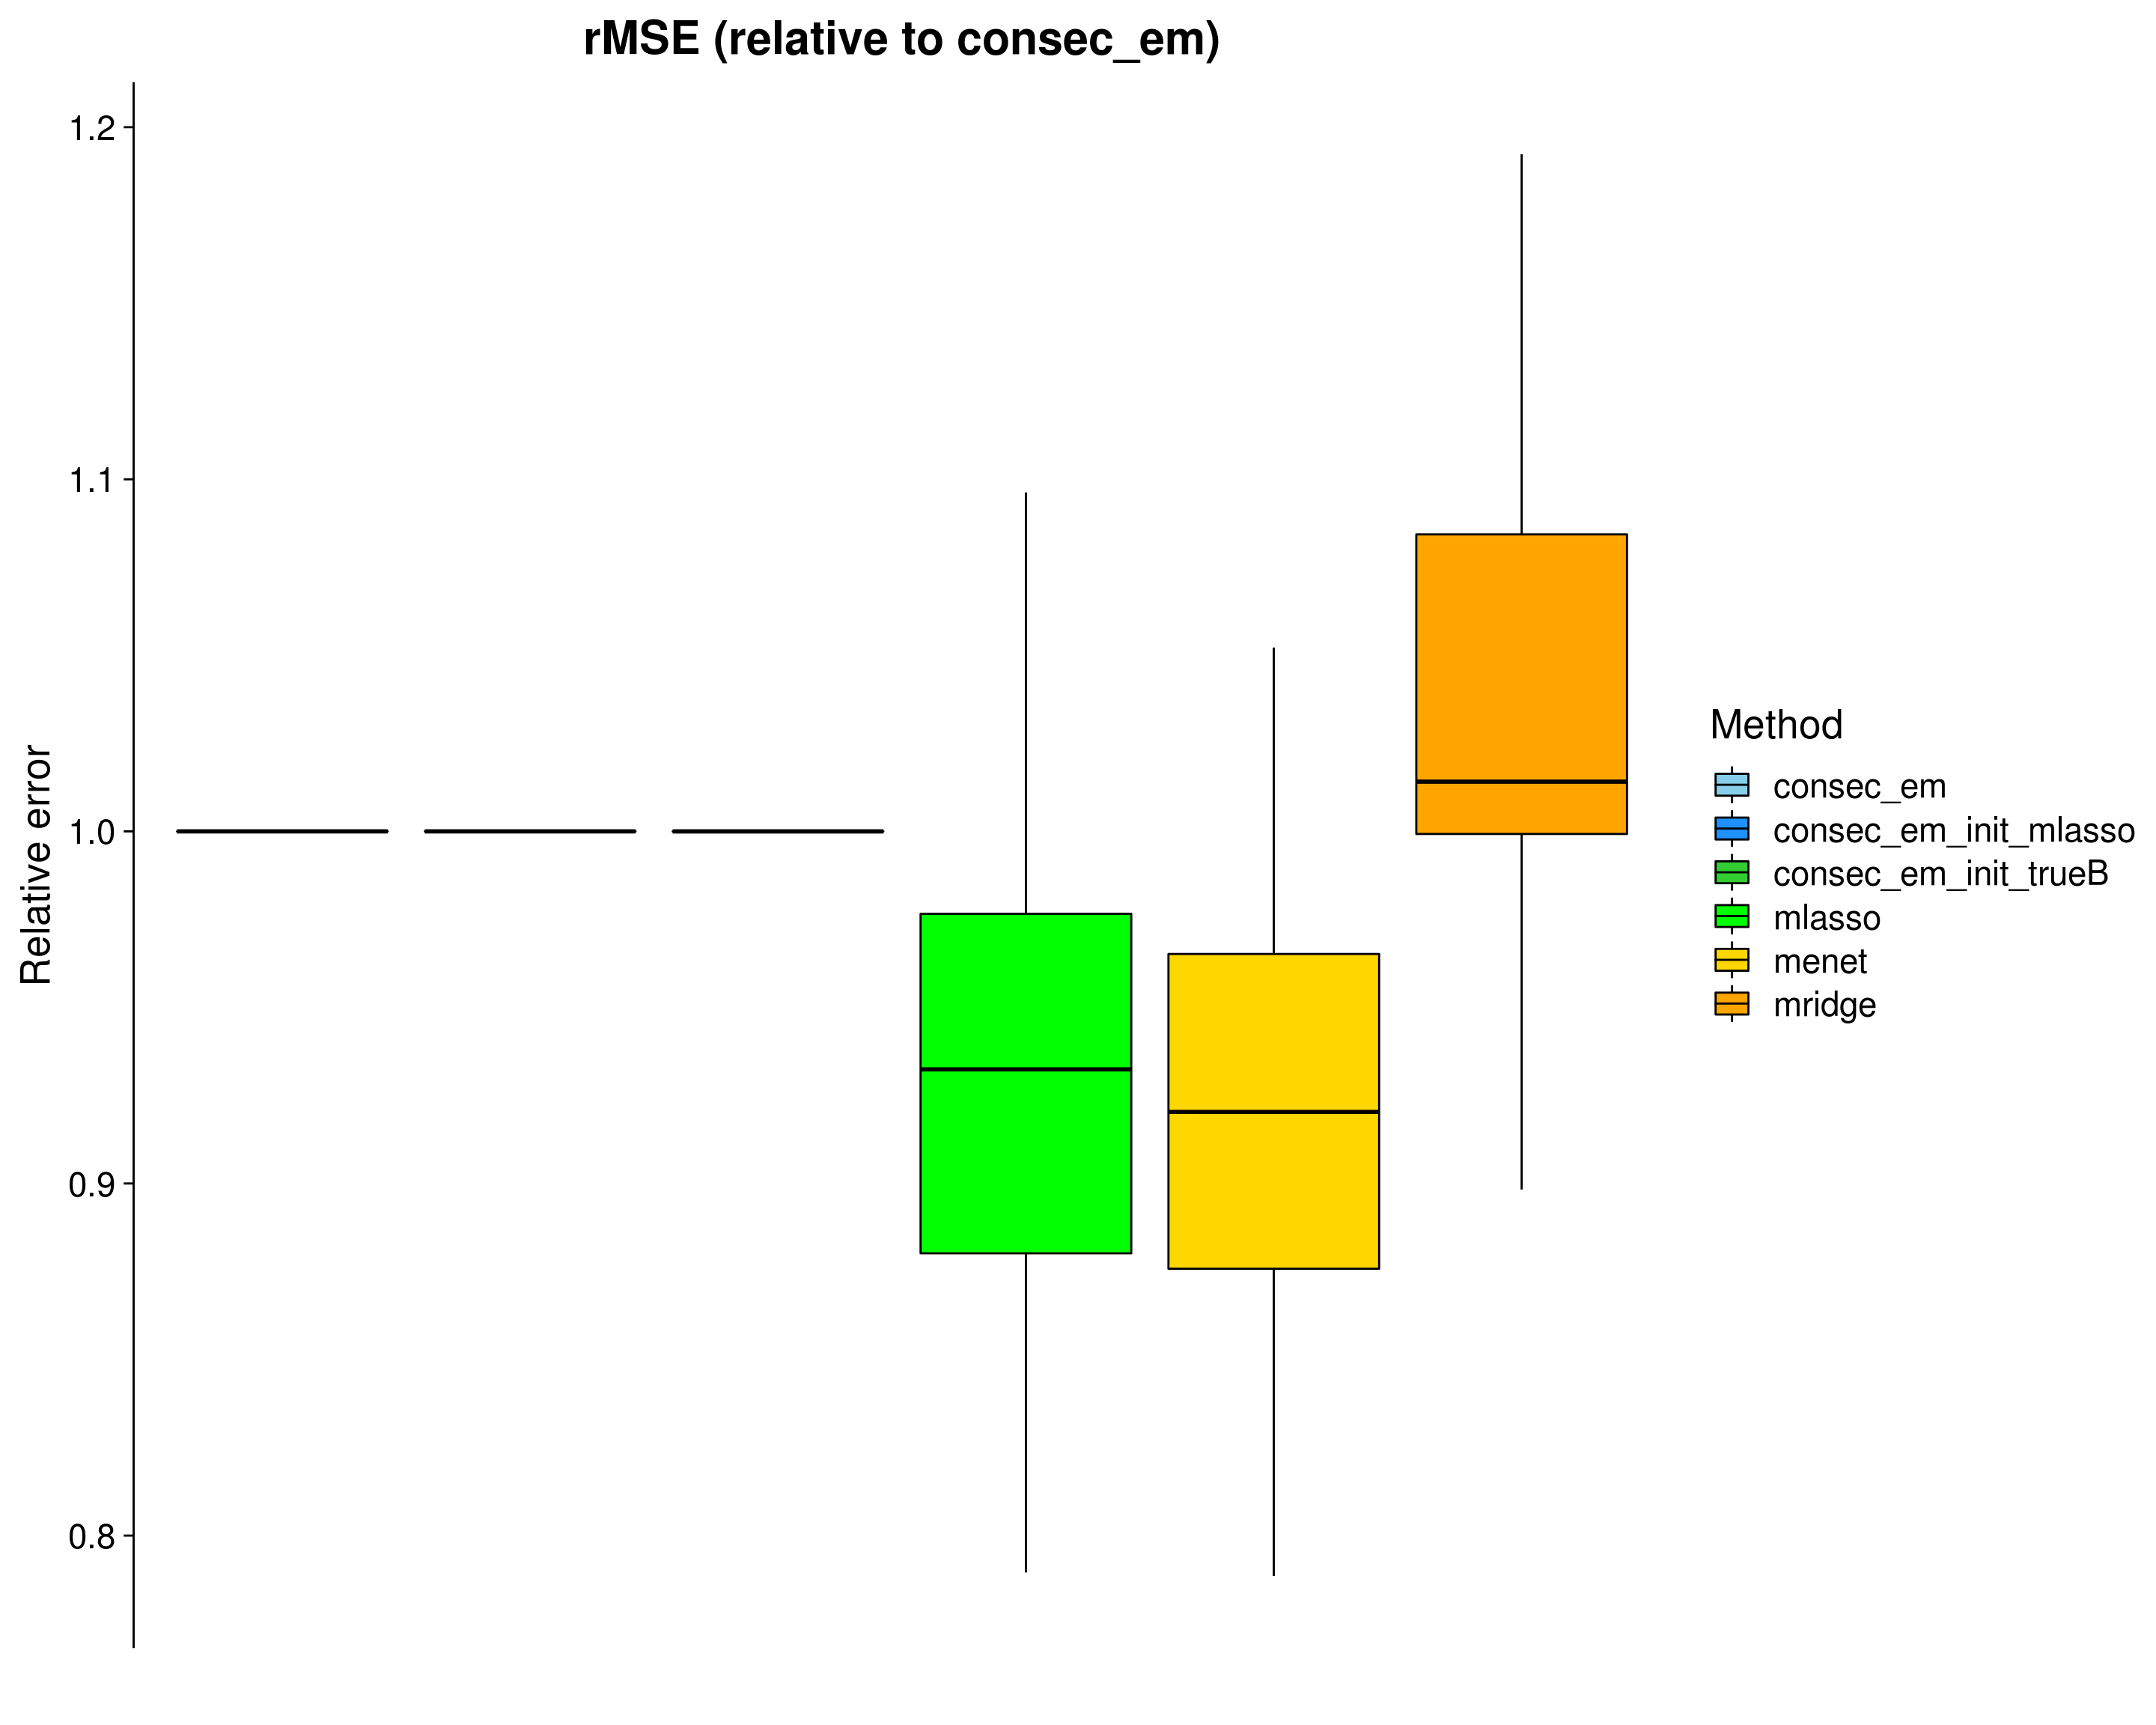 rMSE (relative to consec_em)
1.2
1.1
1.0
0.9
0.8
Relative error
Method
consec_em
consec_em_init_mlasso
consec_em_init_trueB
mlasso
menet
mridge